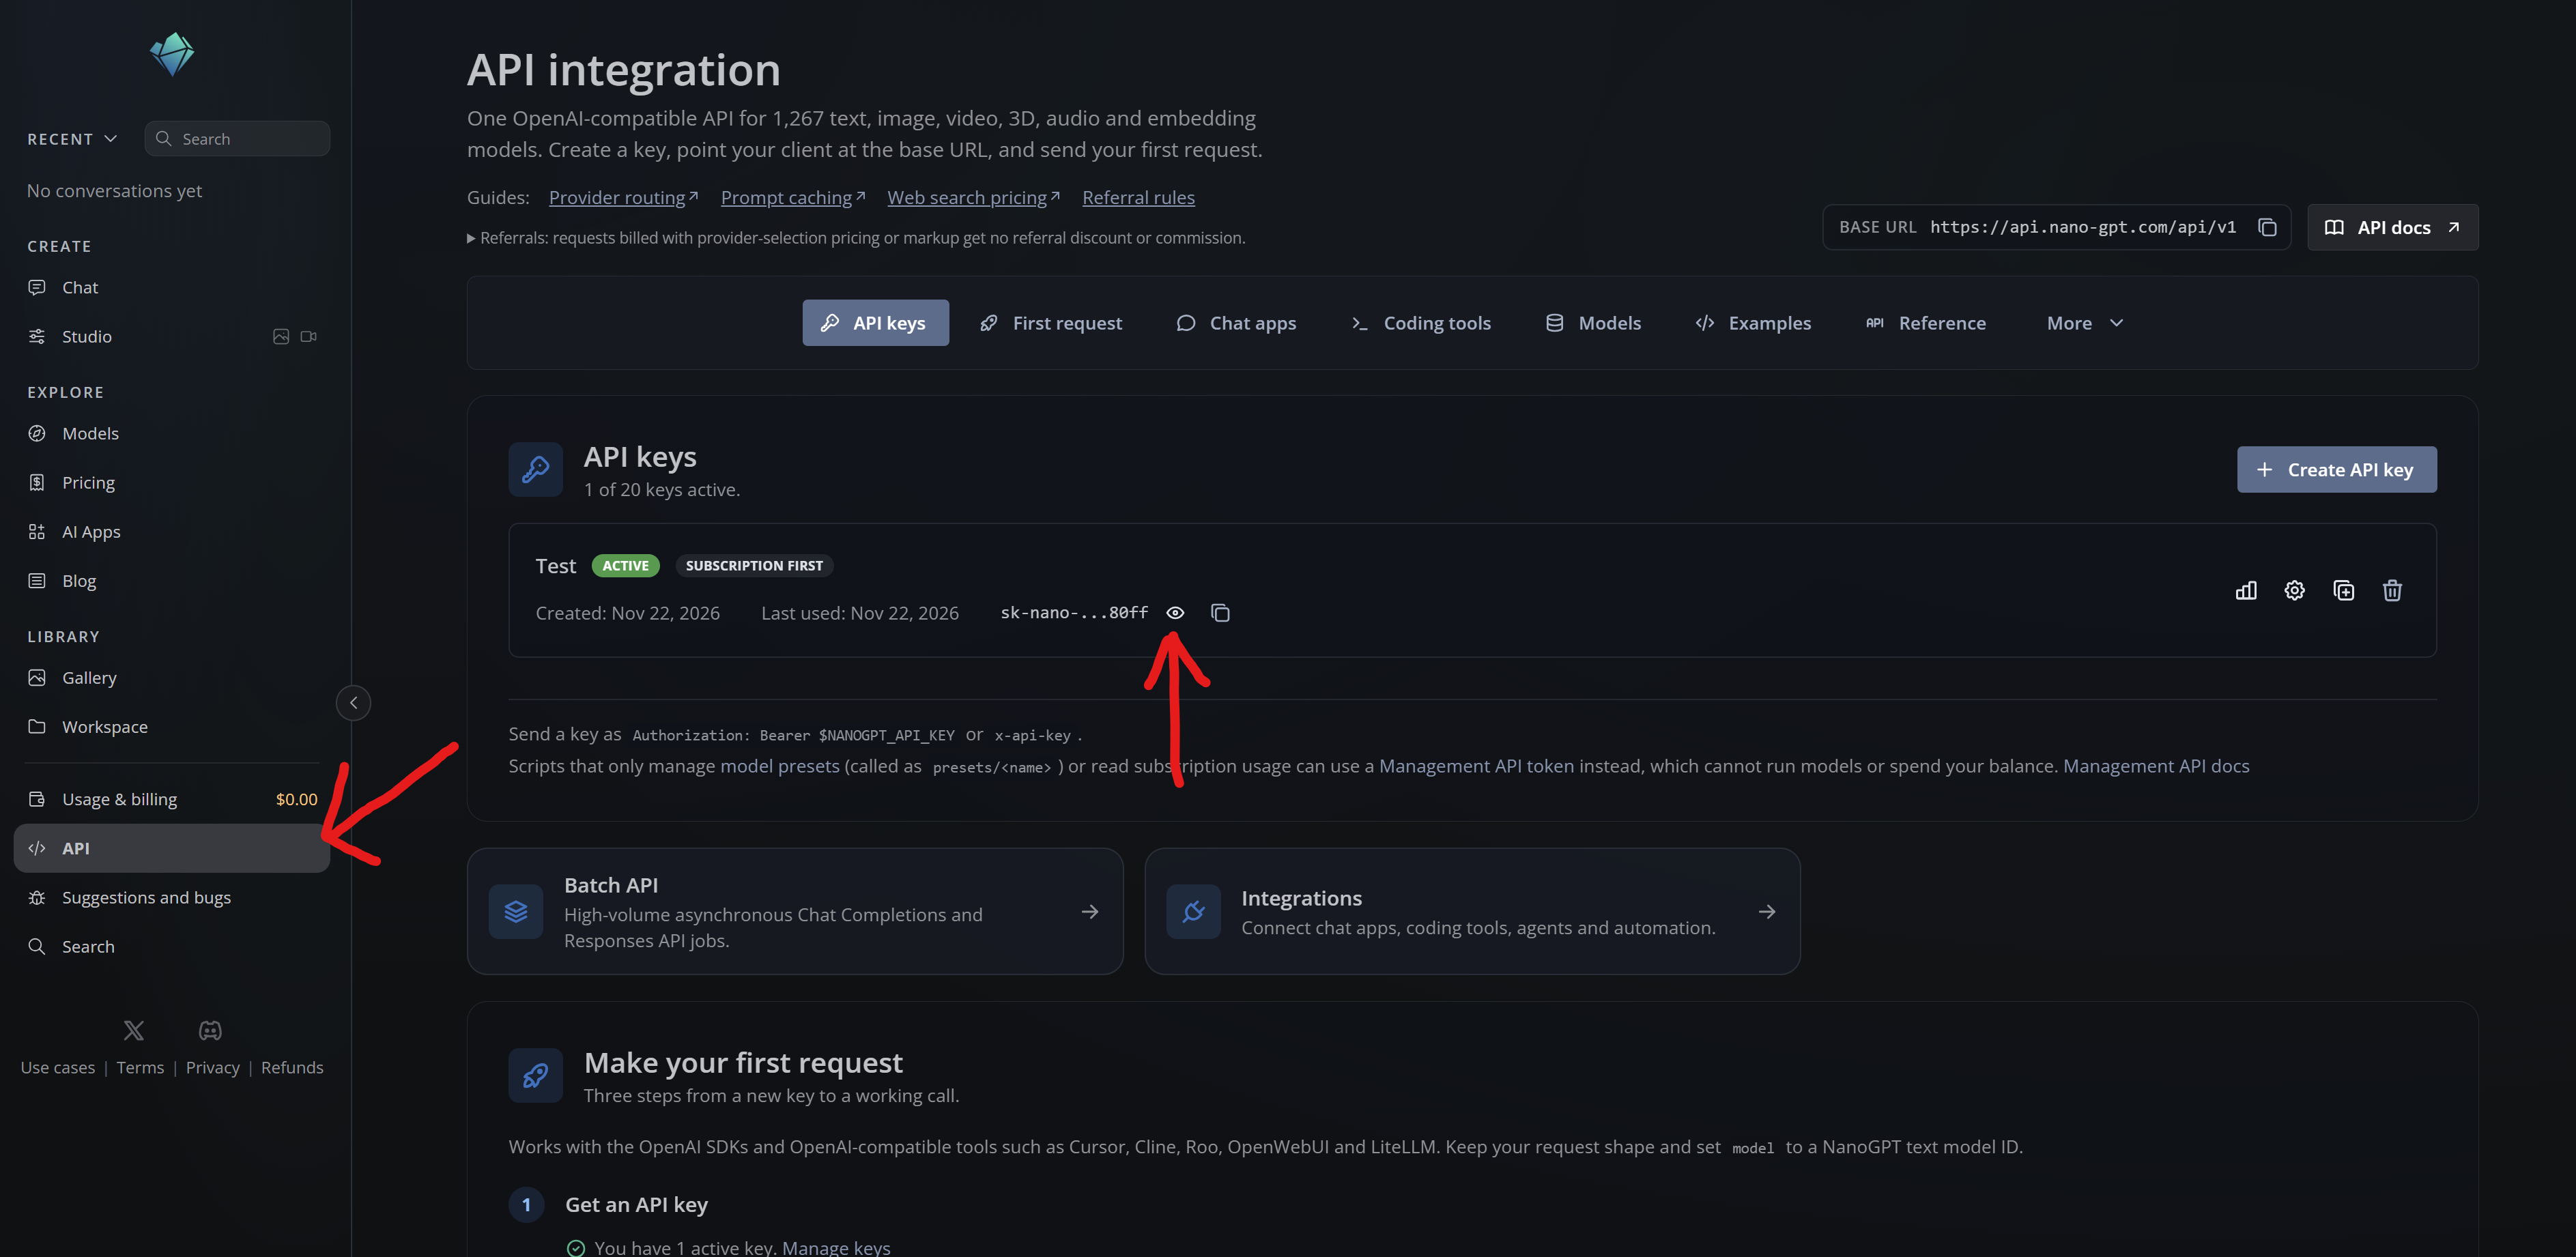 RECENT
Search
No conversations yet
CREATE
Chat
Studio
EXPLORE
Models
Pricing
AI Apps
Blog
LIBRARY
Gallery
Workspace
Usage & billing $0.00
API
Suggestions and bugs
Search
Use cases | Terms | Privacy | Refunds
API integration
One OpenAI-compatible API for 1,267 text, image, video, 3D, audio and embedding
models. Create a key, point your client at the base URL, and send your first request.
Guides: Provider routing Prompt caching Web search pricing Referral rules
Referrals: requests billed with provider-selection pricing or markup get no referral discount or commission.
BASE URL https://api.nano-gpt.com/api/v1
API docs
API keys First request Chat apps Coding tools Models Examples API Reference More
API keys
1 of 20 keys active.
Create API key
Test ACTIVE SUBSCRIPTION FIRST
Created: Nov 22, 2026 Last used: Nov 22, 2026 sk-nano-...80ff
Send a key as Authorization: Bearer $NANOGPT_API_KEY or x-api-key.
Scripts that only manage model presets (called as presets/<name> ) or read subscription usage can use a Management API token instead, which cannot run models or spend your balance. Management API docs
Batch API
High-volume asynchronous Chat Completions and
Responses API jobs.
Integrations
Connect chat apps, coding tools, agents and automation.
Make your first request
Three steps from a new key to a working call.
Works with the OpenAI SDKs and OpenAI-compatible tools such as Cursor, Cline, Roo, OpenWebUI and LiteLLM. Keep your request shape and set model to a NanoGPT text model ID.
1 Get an API key
You have 1 active key. Manage keys